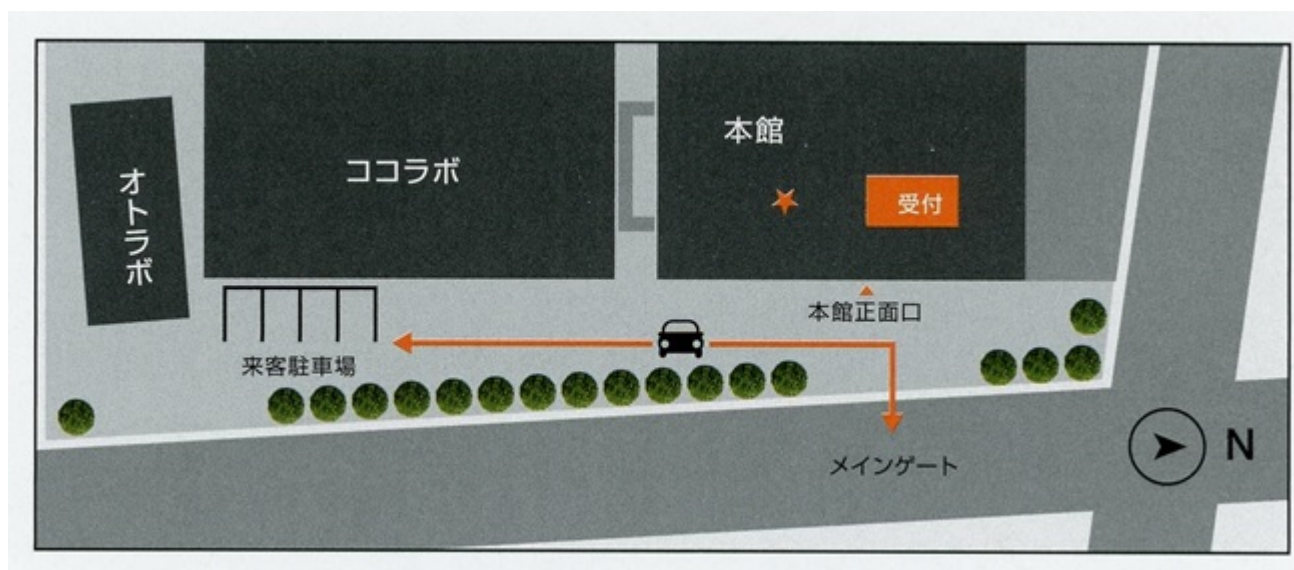 オトラボ
ココラボ
本館
受付
本館正面口
来客駐車場
メインゲート
N